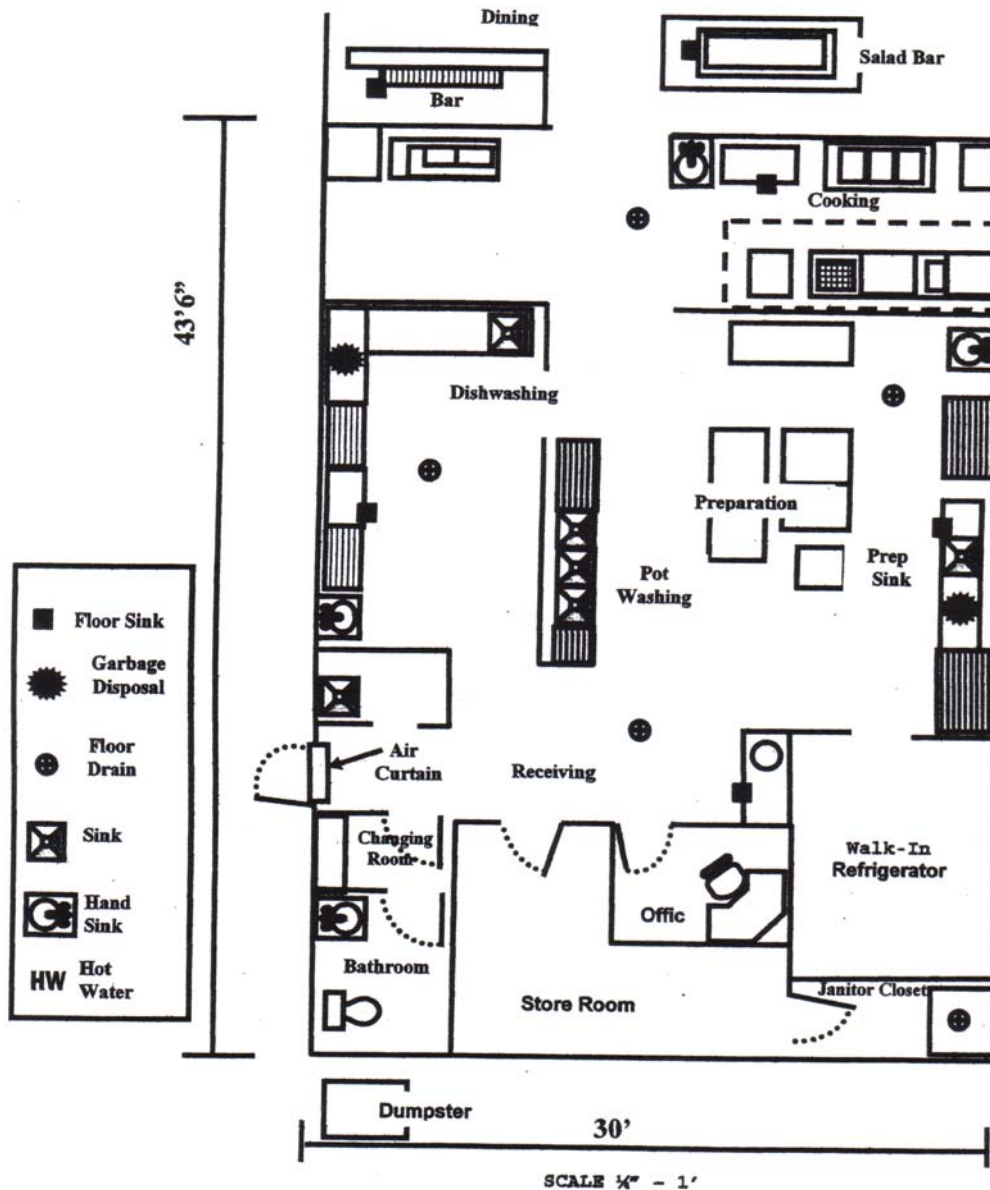 Dining
Salad Bar
Bar
Cooking
43'6"
Dishwashing
Preparation
Prep
Sink
Pot
Washing
Floor Sink
Garbage
Disposal
Floor
Drain
Sink
Hand
Sink
HW Hot
Water
Air
Curtain
Receiving
Changing
Room
Walk-In
Refrigerator
Offic
Bathroom
Store Room
Janitor Closet
Dumpster
30'
SCALE ¼" - 1'